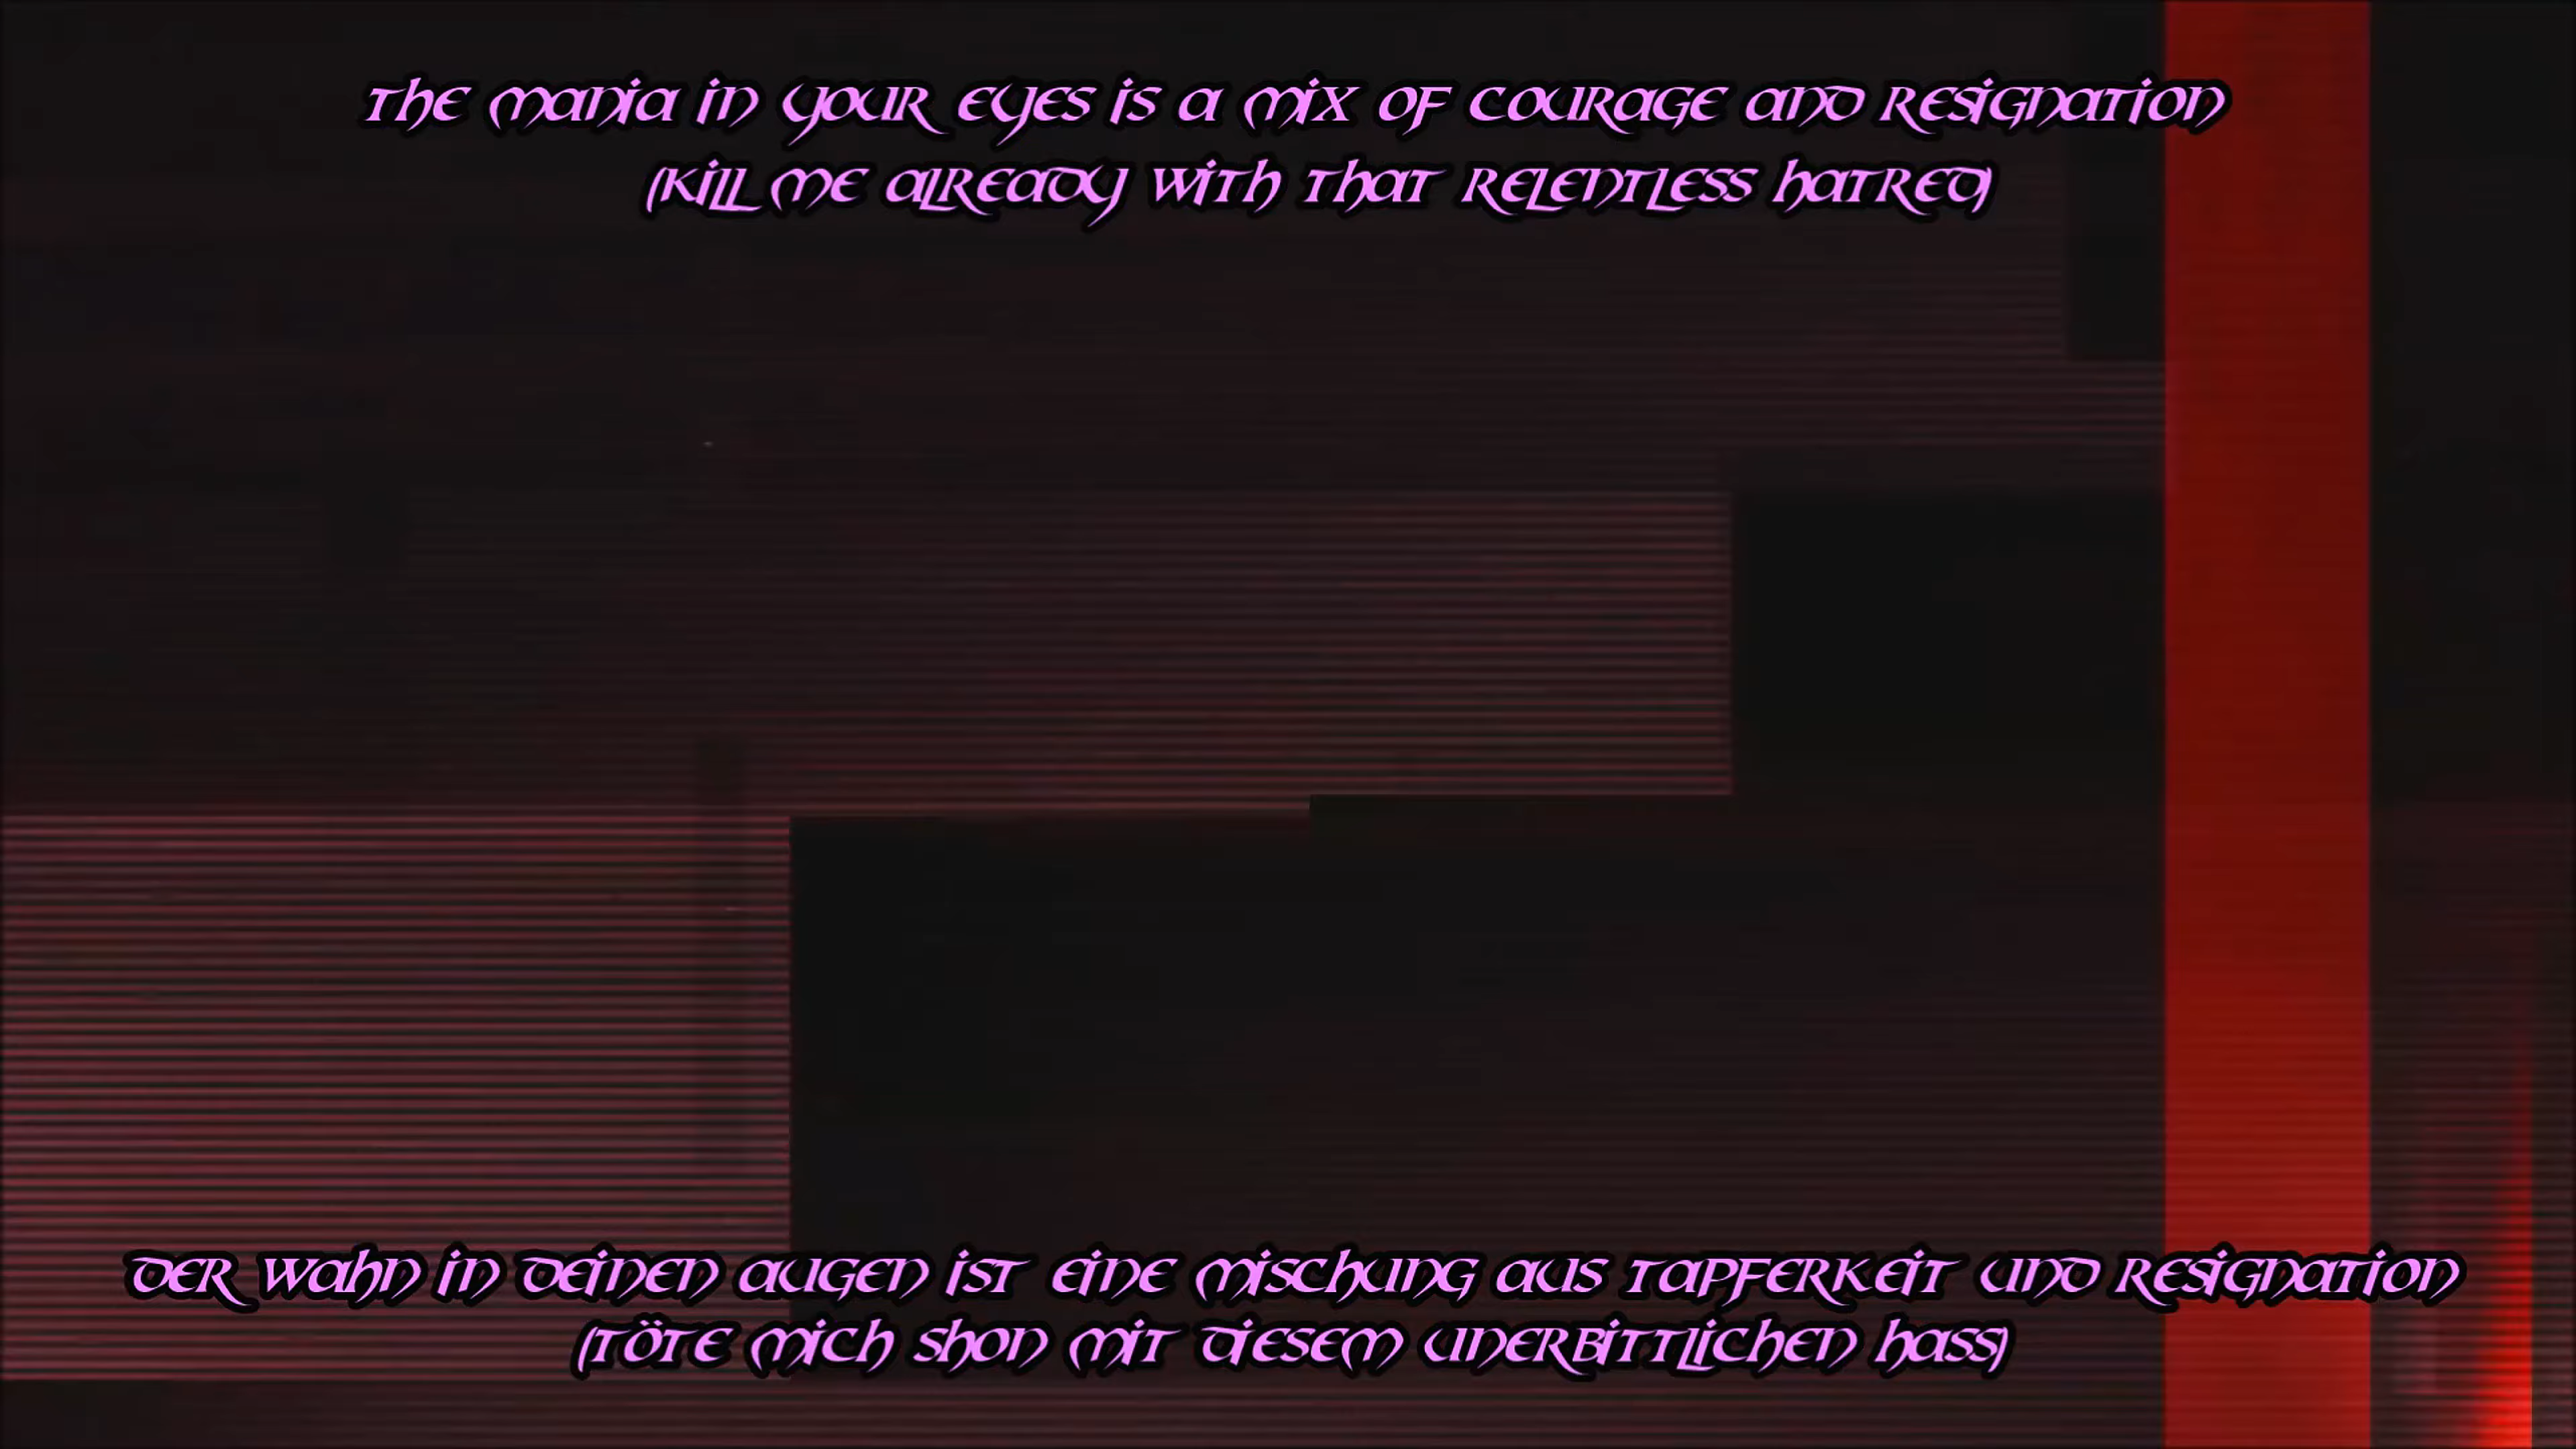 The mania in your eyes is a mix of courage and resignation
(Kill me already with that relentless hatred)
Der Wahn in deinen Augen ist eine Mischung aus Tapferkeit und Resignation
(Töte mich shon mit diesem unerbittlichen Hass)